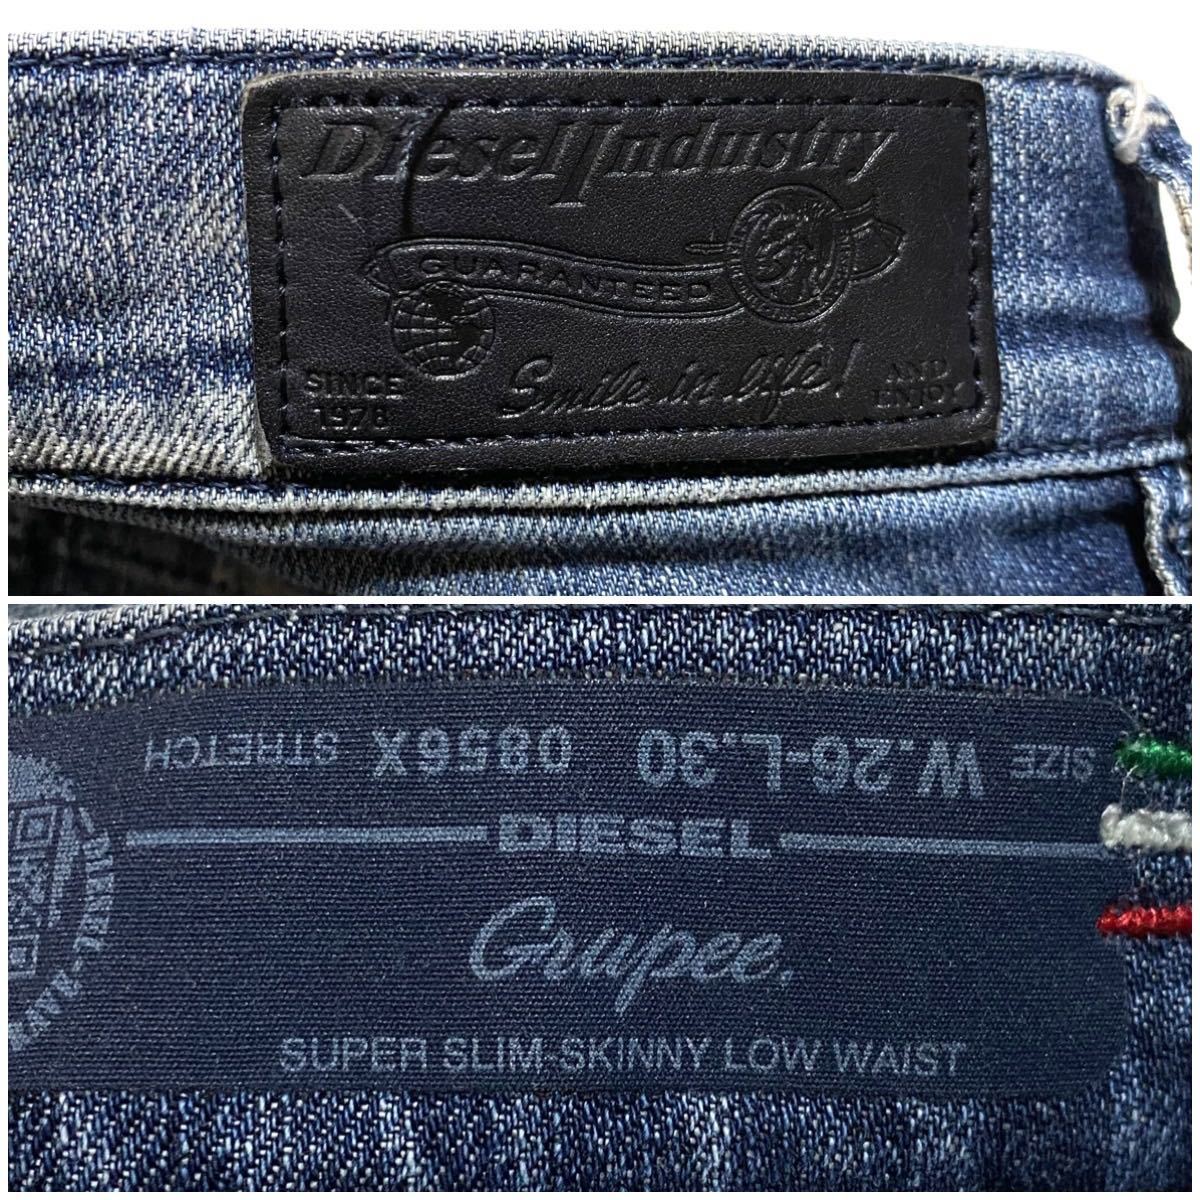 Diesel Industry
GUARANTEED
SINCE
1978
Smile in life!
AND
ENJOY
SIZE W.26-L.30 0856X STRETCH
DIESEL
Grupee.
SUPER SLIM-SKINNY LOW WAIST